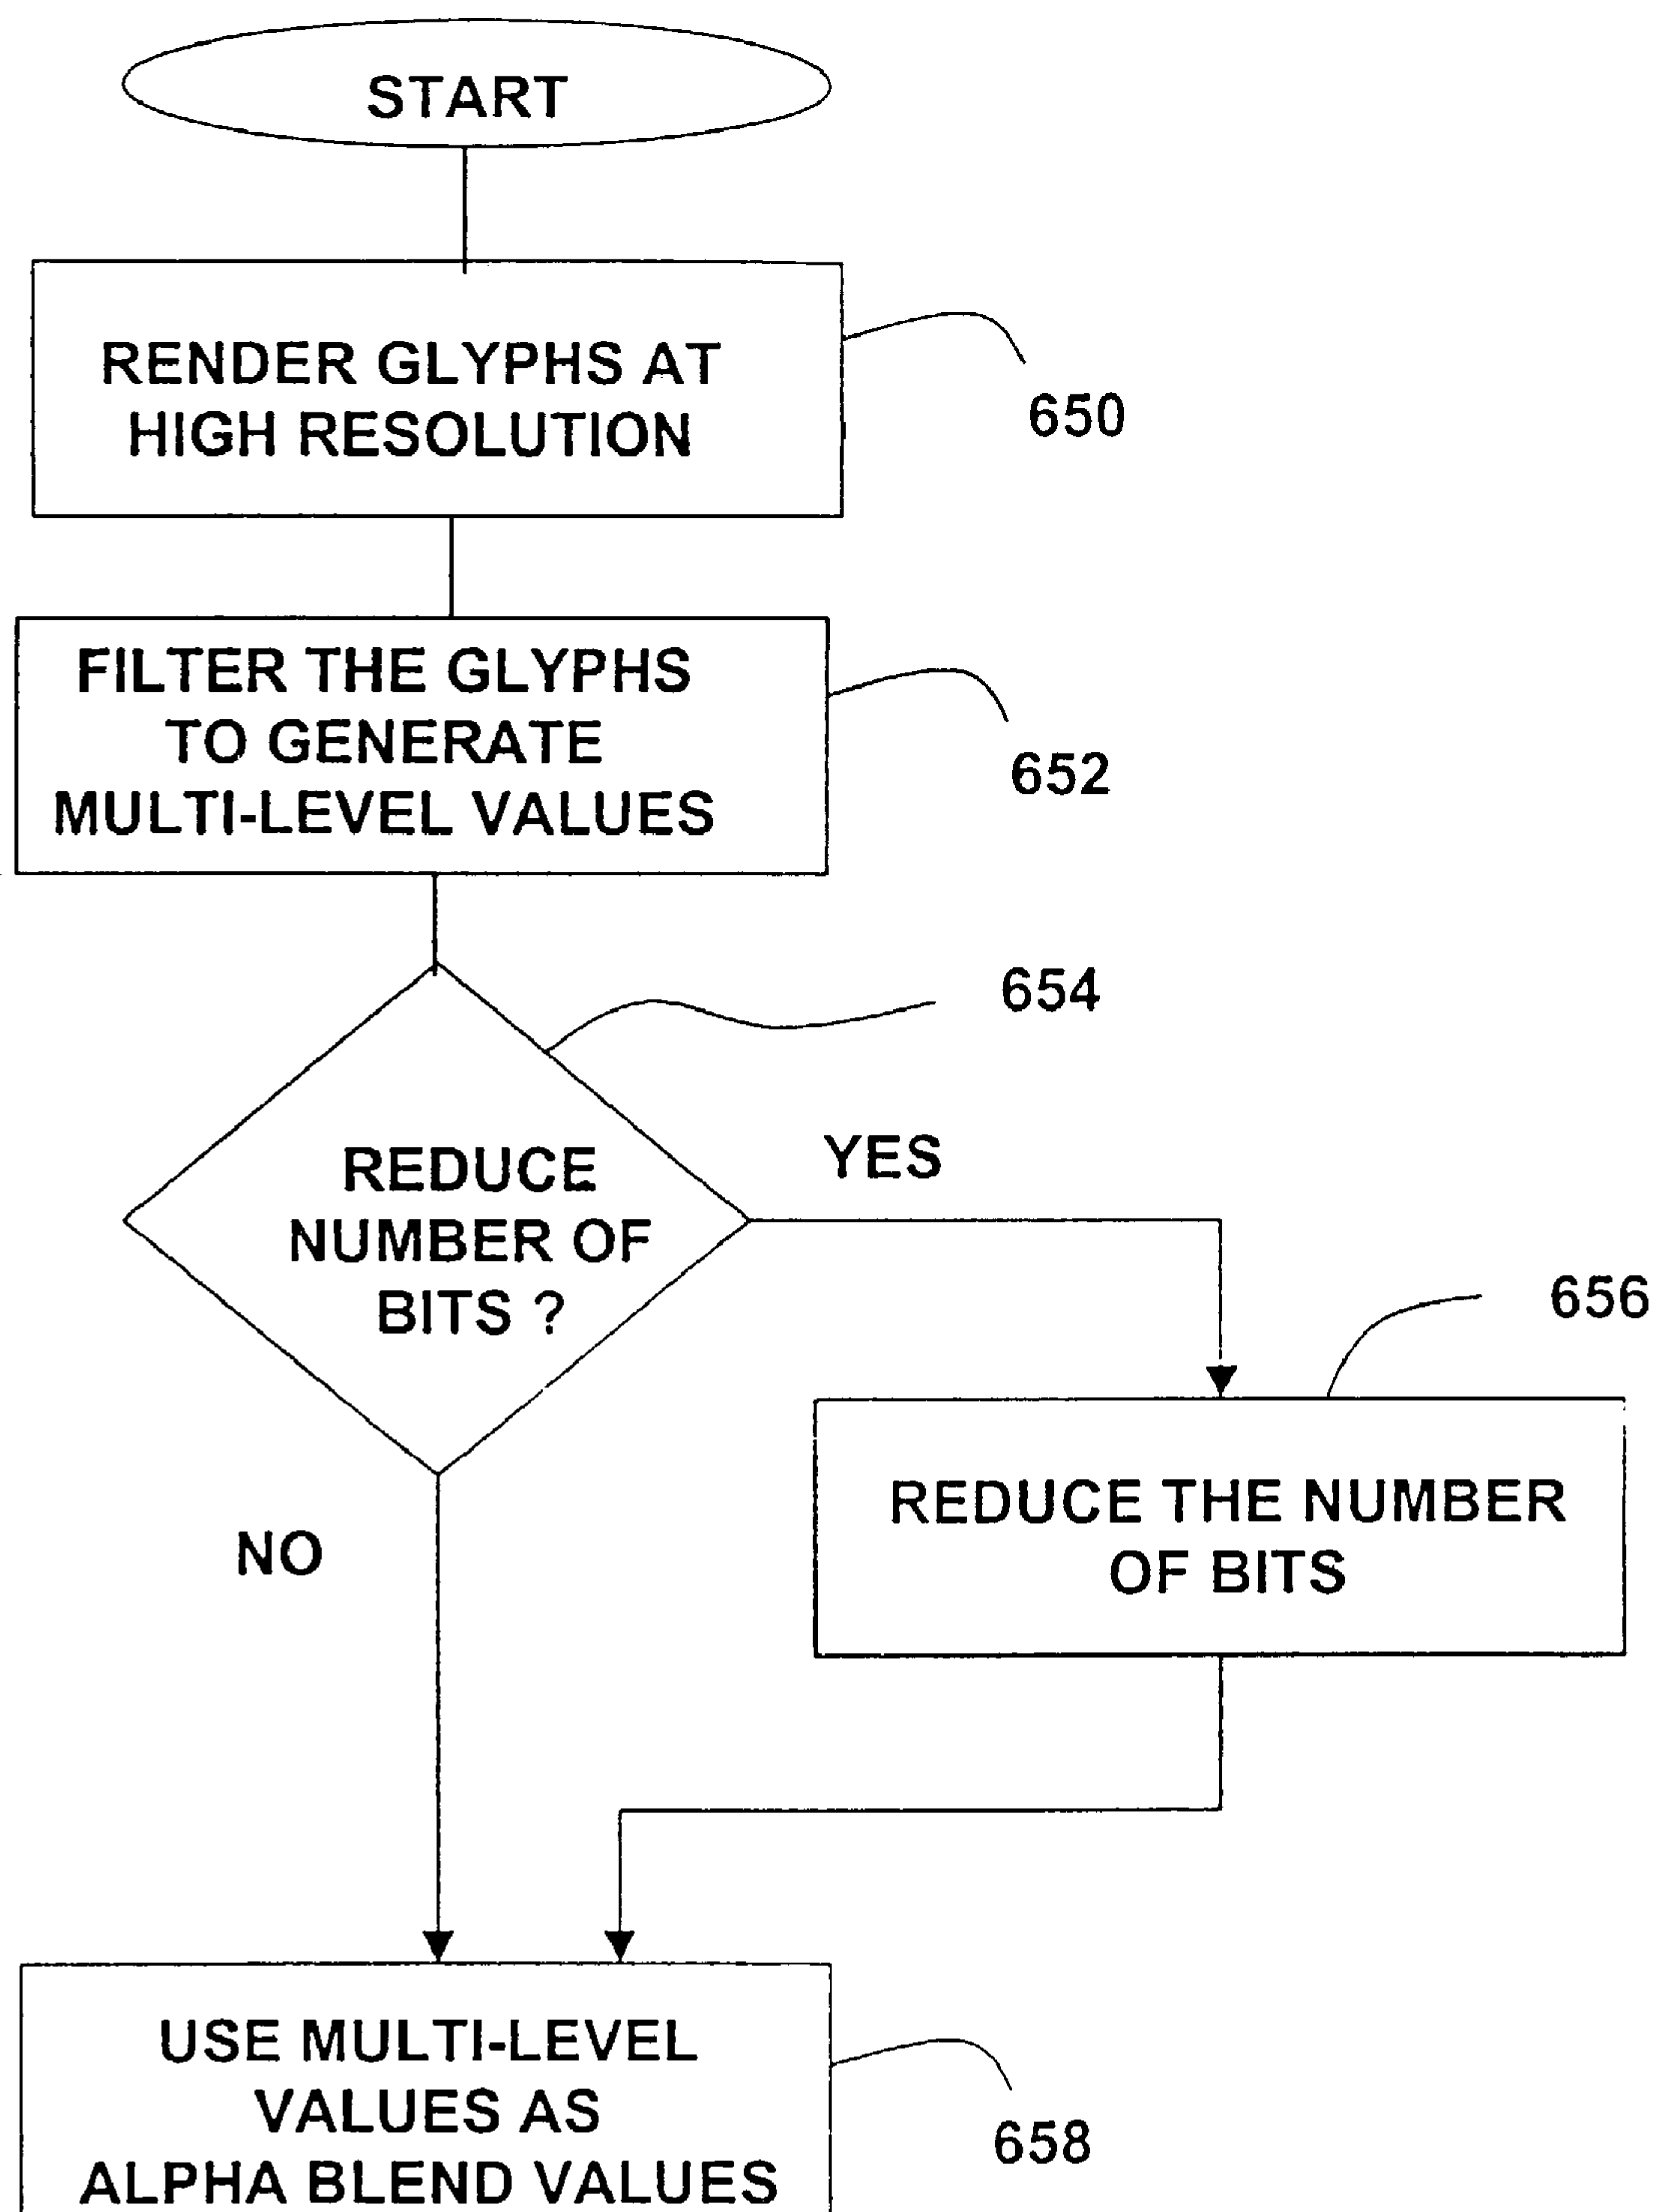 START
RENDER GLYPHS AT
HIGH RESOLUTION
650
FILTER THE GLYPHS
TO GENERATE
MULTI-LEVEL VALUES
652
654
REDUCE
NUMBER OF
BITS ?
YES
656
REDUCE THE NUMBER
OF BITS
NO
USE MULTI-LEVEL
VALUES AS
ALPHA BLEND VALUES
658